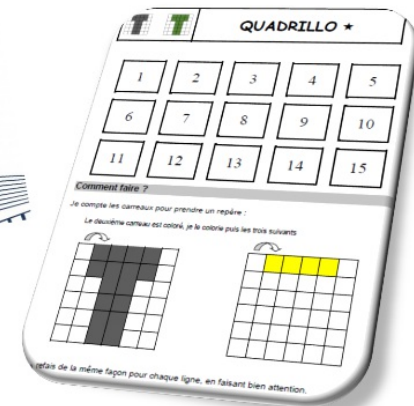 QUADRILLO ★
1 2 3 4 5
6 7 8 9 10
11 12 13 14 15
Comment faire ?
Je compte les carreaux pour prendre un repère :
Le deuxième carreau est coloré, je le colorie puis les trois suivants
refais de la même façon pour chaque ligne, en faisant bien attention.